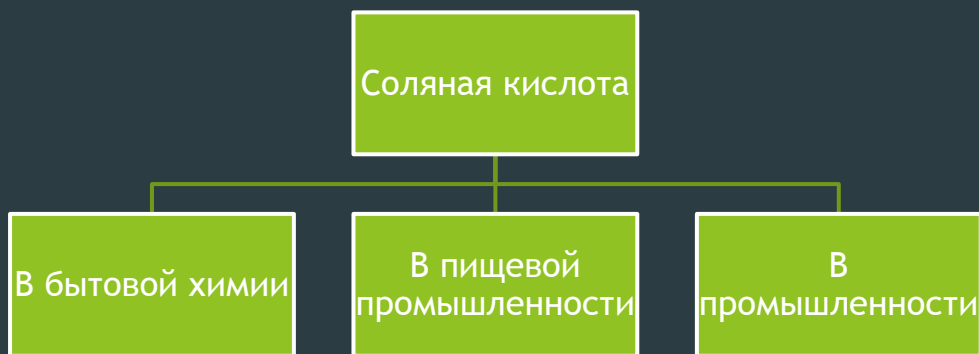 Соляная кислота
В бытовой химии
В пищевой
промышленности
В
промышленности